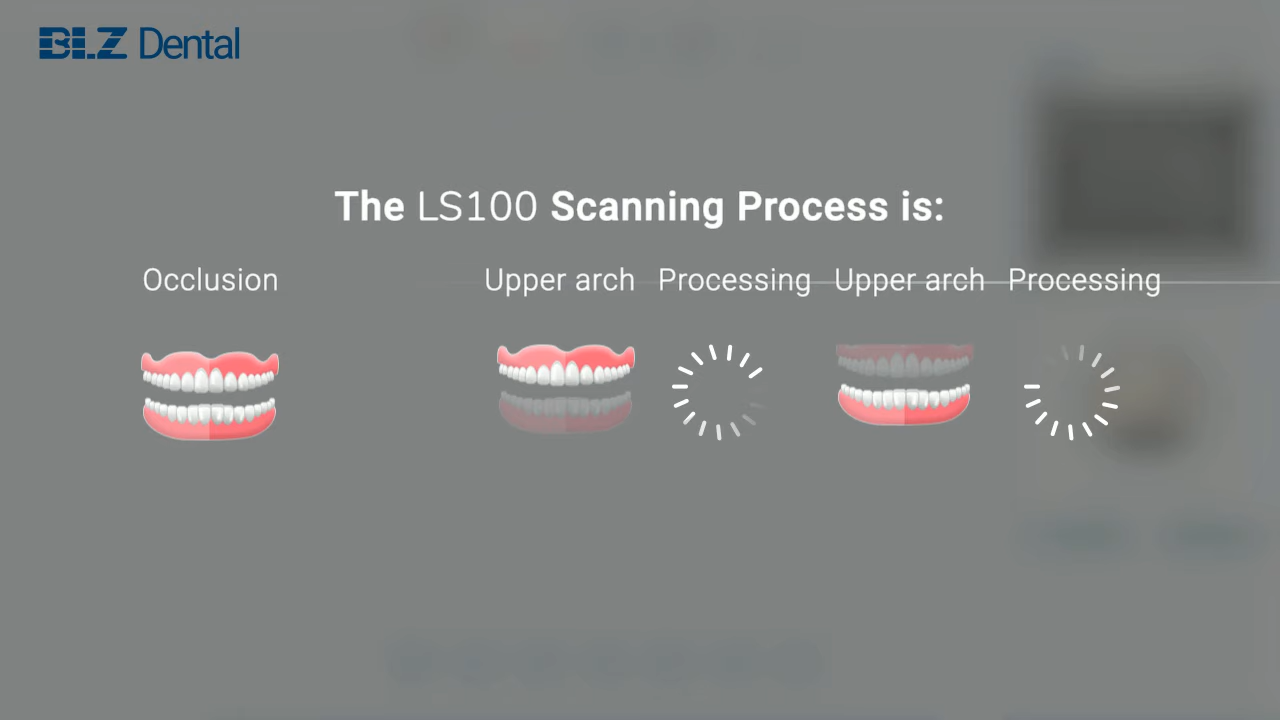 BLZ Dental
The LS100 Scanning Process is:
Occlusion Upper arch Processing Upper arch Processing